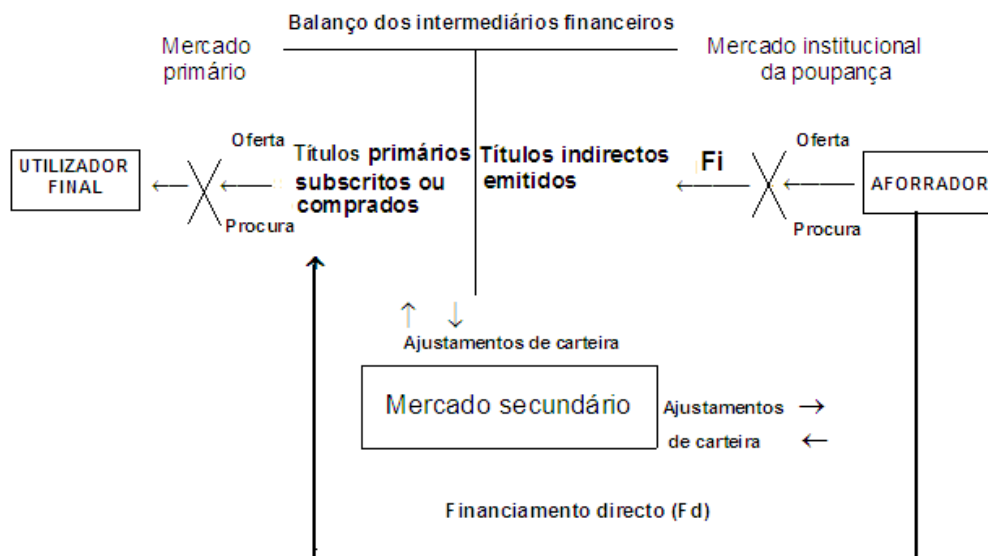 Balanço dos intermediários financeiros
Mercado
primário
Mercado institucional
da poupança
UTILIZADOR
FINAL
Oferta
Procura
Títulos primários
subscritos ou
comprados
Títulos indirectos
emitidos
Fi
Oferta
Procura
AFORRADOR
Ajustamentos de carteira
Mercado secundário
Ajustamentos
de carteira
Financiamento directo (Fd)